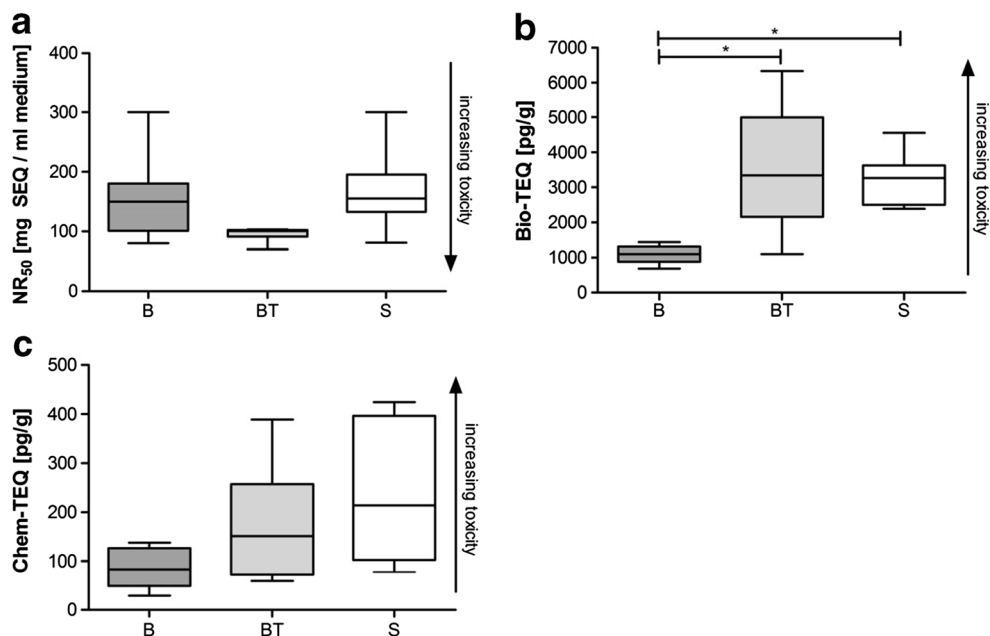 a
NR50 [mg SEQ / ml medium]
400
300
200
100
0
B BT S
increasing toxicity
b
Bio-TEQ [pg/g]
7000
6000
5000
4000
3000
2000
1000
0
*
*
B BT S
increasing toxicity
c
Chem-TEQ [pg/g]
500
400
300
200
100
0
B BT S
increasing toxicity